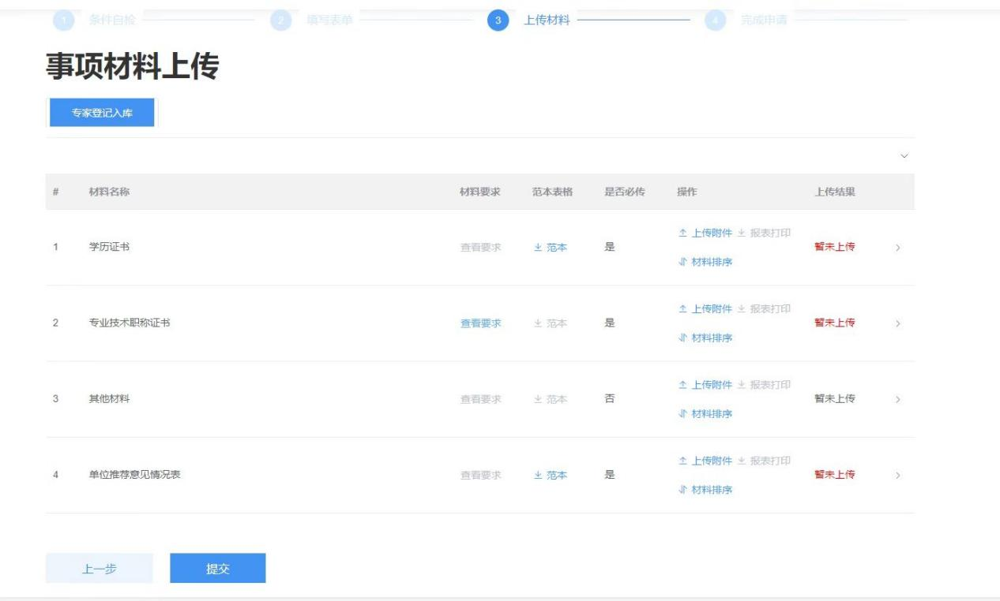 1 条件自检 2 填写表单 3 上传材料 4 完成申请
事项材料上传
专家登记入库
# 材料名称 材料要求 范本表格 是否必传 操作 上传结果
上传附件 报表打印
1 学历证书 查看要求 范本 是 暂未上传
材料排序
上传附件 报表打印
2 专业技术职称证书 查看要求 范本 是 暂未上传
材料排序
上传附件 报表打印
3 其他材料 查看要求 范本 否 暂未上传
材料排序
上传附件 报表打印
4 单位推荐意见情况表 查看要求 范本 是 暂未上传
材料排序
上一步 提交